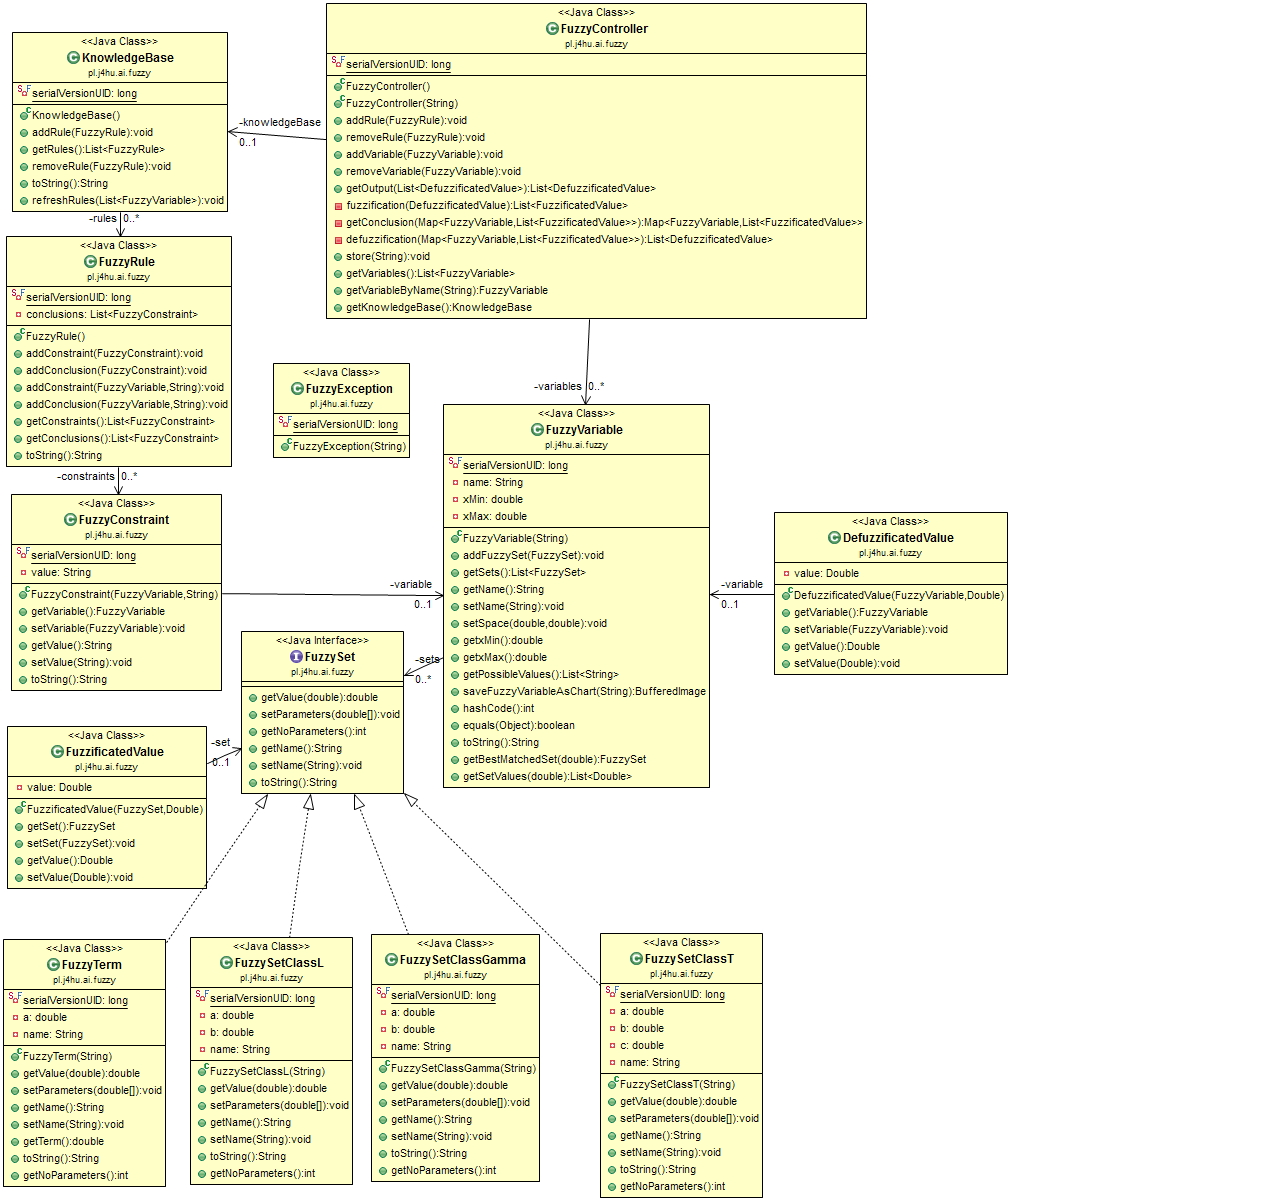 <<Java Class>>
KnowledgeBase
pl.j4hu.ai.fuzzy
serialVersionUID: long
KnowledgeBase()
addRule(FuzzyRule):void
getRules():List<FuzzyRule>
removeRule(FuzzyRule):void
toString():String
refreshRules(List<FuzzyVariable>):void
<<Java Class>>
FuzzyController
pl.j4hu.ai.fuzzy
serialVersionUID: long
FuzzyController()
FuzzyController(String)
addRule(FuzzyRule):void
removeRule(FuzzyRule):void
addVariable(FuzzyVariable):void
removeVariable(FuzzyVariable):void
getOutput(List<DefuzzificatedValue>):List<DefuzzificatedValue>
fuzzification(DefuzzificatedValue):List<FuzzificatedValue>
getConclusion(Map<FuzzyVariable,List<FuzzificatedValue>>):Map<FuzzyVariable,List<FuzzificatedValue>>
defuzzification(Map<FuzzyVariable,List<FuzzificatedValue>>):List<DefuzzificatedValue>
store(String):void
getVariables():List<FuzzyVariable>
getVariableByName(String):FuzzyVariable
getKnowledgeBase():KnowledgeBase
-knowledgeBase
0..1
-rules 0..*
<<Java Class>>
FuzzyRule
pl.j4hu.ai.fuzzy
serialVersionUID: long
conclusions: List<FuzzyConstraint>
FuzzyRule()
addConstraint(FuzzyConstraint):void
addConclusion(FuzzyConstraint):void
addConstraint(FuzzyVariable,String):void
addConclusion(FuzzyVariable,String):void
getConstraints():List<FuzzyConstraint>
getConclusions():List<FuzzyConstraint>
toString():String
<<Java Class>>
FuzzyException
pl.j4hu.ai.fuzzy
serialVersionUID: long
FuzzyException(String)
-variables 0..*
<<Java Class>>
FuzzyVariable
pl.j4hu.ai.fuzzy
serialVersionUID: long
name: String
xMin: double
xMax: double
FuzzyVariable(String)
addFuzzySet(FuzzySet):void
getSets():List<FuzzySet>
getName():String
setName(String):void
setSpace(double,double):void
getxMin():double
getxMax():double
getPossibleValues():List<String>
saveFuzzyVariableAsChart(String):BufferedImage
hashCode():int
equals(Object):boolean
toString():String
getBestMatchedSet(double):FuzzySet
getSetValues(double):List<Double>
-constraints 0..*
<<Java Class>>
FuzzyConstraint
pl.j4hu.ai.fuzzy
serialVersionUID: long
value: String
FuzzyConstraint(FuzzyVariable,String)
getVariable():FuzzyVariable
setVariable(FuzzyVariable):void
getValue():String
setValue(String):void
toString():String
-variable
0..1
<<Java Class>>
DefuzzificatedValue
pl.j4hu.ai.fuzzy
value: Double
DefuzzificatedValue(FuzzyVariable,Double)
getVariable():FuzzyVariable
setVariable(FuzzyVariable):void
getValue():Double
setValue(Double):void
-variable
0..1
<<Java Interface>>
FuzzySet
pl.j4hu.ai.fuzzy
getValue(double):double
setParameters(double[]):void
getNoParameters():int
getName():String
setName(String):void
toString():String
-sets
0..*
<<Java Class>>
FuzzificatedValue
pl.j4hu.ai.fuzzy
value: Double
FuzzificatedValue(FuzzySet,Double)
getSet():FuzzySet
setSet(FuzzySet):void
getValue():Double
setValue(Double):void
-set
0..1
<<Java Class>>
FuzzyTerm
pl.j4hu.ai.fuzzy
serialVersionUID: long
a: double
name: String
FuzzyTerm(String)
getValue(double):double
setParameters(double[]):void
getName():String
setName(String):void
getTerm():double
toString():String
getNoParameters():int
<<Java Class>>
FuzzySetClassL
pl.j4hu.ai.fuzzy
serialVersionUID: long
a: double
b: double
name: String
FuzzySetClassL(String)
getValue(double):double
setParameters(double[]):void
getName():String
setName(String):void
toString():String
getNoParameters():int
<<Java Class>>
FuzzySetClassGamma
pl.j4hu.ai.fuzzy
serialVersionUID: long
a: double
b: double
name: String
FuzzySetClassGamma(String)
getValue(double):double
setParameters(double[]):void
getName():String
setName(String):void
toString():String
getNoParameters():int
<<Java Class>>
FuzzySetClassT
pl.j4hu.ai.fuzzy
serialVersionUID: long
a: double
b: double
c: double
name: String
FuzzySetClassT(String)
getValue(double):double
setParameters(double[]):void
getName():String
setName(String):void
toString():String
getNoParameters():int